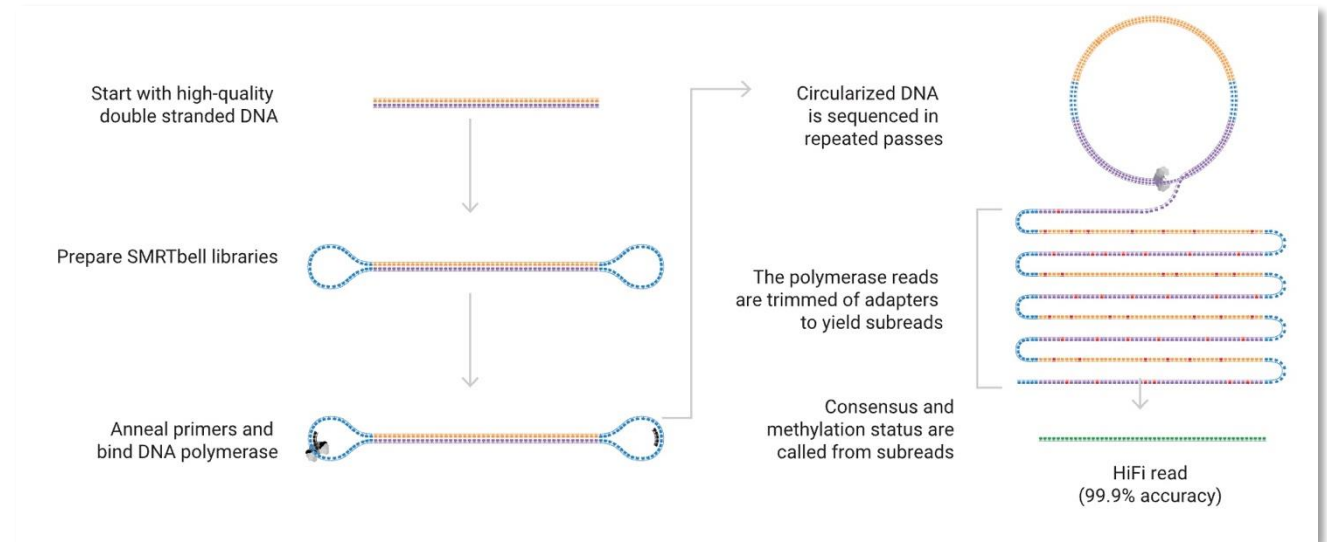 Start with high-quality
double stranded DNA
Prepare SMRTbell libraries
Anneal primers and
bind DNA polymerase
Circularized DNA
is sequenced in
repeated passes
The polymerase reads
are trimmed of adapters
to yield subreads
Consensus and
methylation status are
called from subreads
HiFi read
(99.9% accuracy)